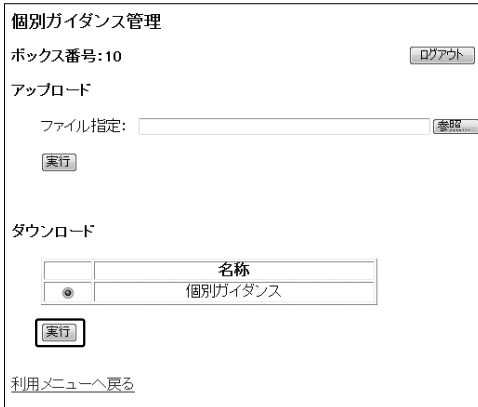 個別ガイダンス管理
ボックス番号:10 ログアウト
アップロード
ファイル指定: 参照...
実行
ダウンロード
名称
個別ガイダンス
実行
利用メニューへ戻る